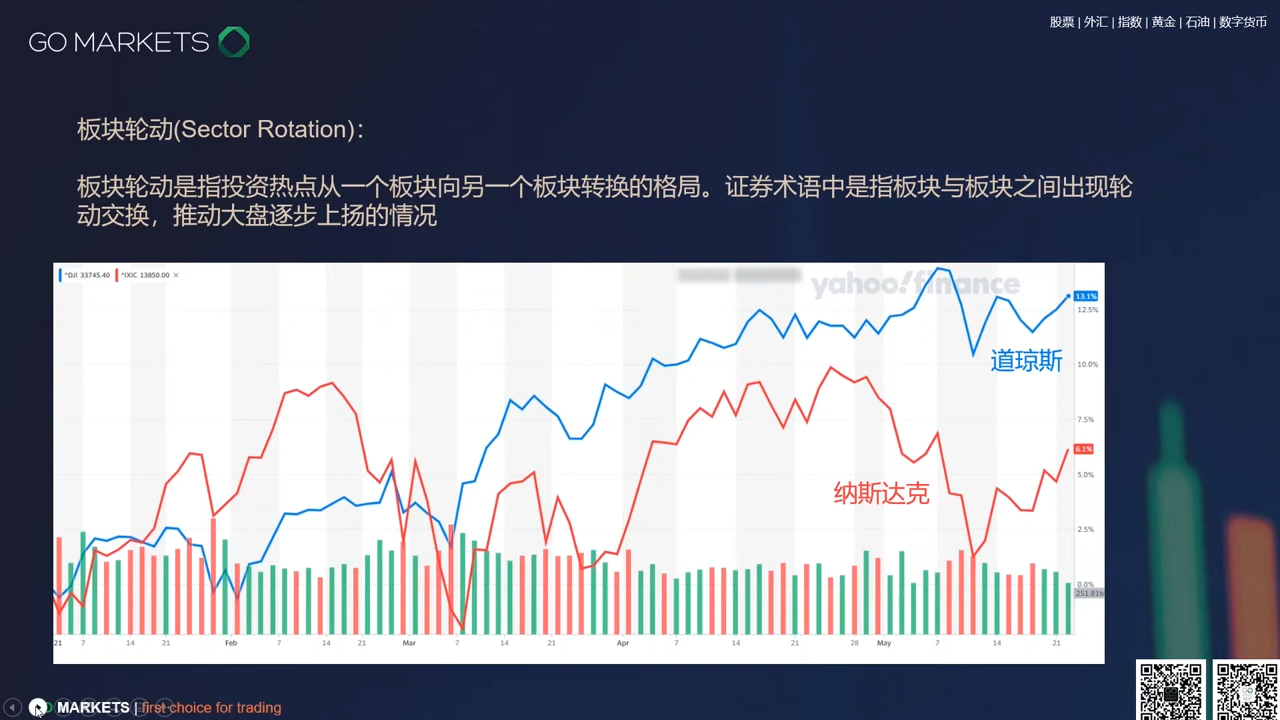 GO MARKETS
股票 | 外汇 | 指数 | 黄金 | 石油 | 数字货币
板块轮动(Sector Rotation)：
板块轮动是指投资热点从一个板块向另一个板块转换的格局。证券术语中是指板块与板块之间出现轮
动交换，推动大盘逐步上扬的情况
^DJI 33745.40 ^IXIC 13850.00 ×
yahoo!finance
13.1%
12.5%
道琼斯
10.0%
7.5%
6.1%
5.0%
纳斯达克
2.5%
0.0%
251.81M
21 7 14 21 Feb 7 14 21 Mar 7 14 21 Apr 7 14 21 28 May 7 14 21
MARKETS | first choice for trading